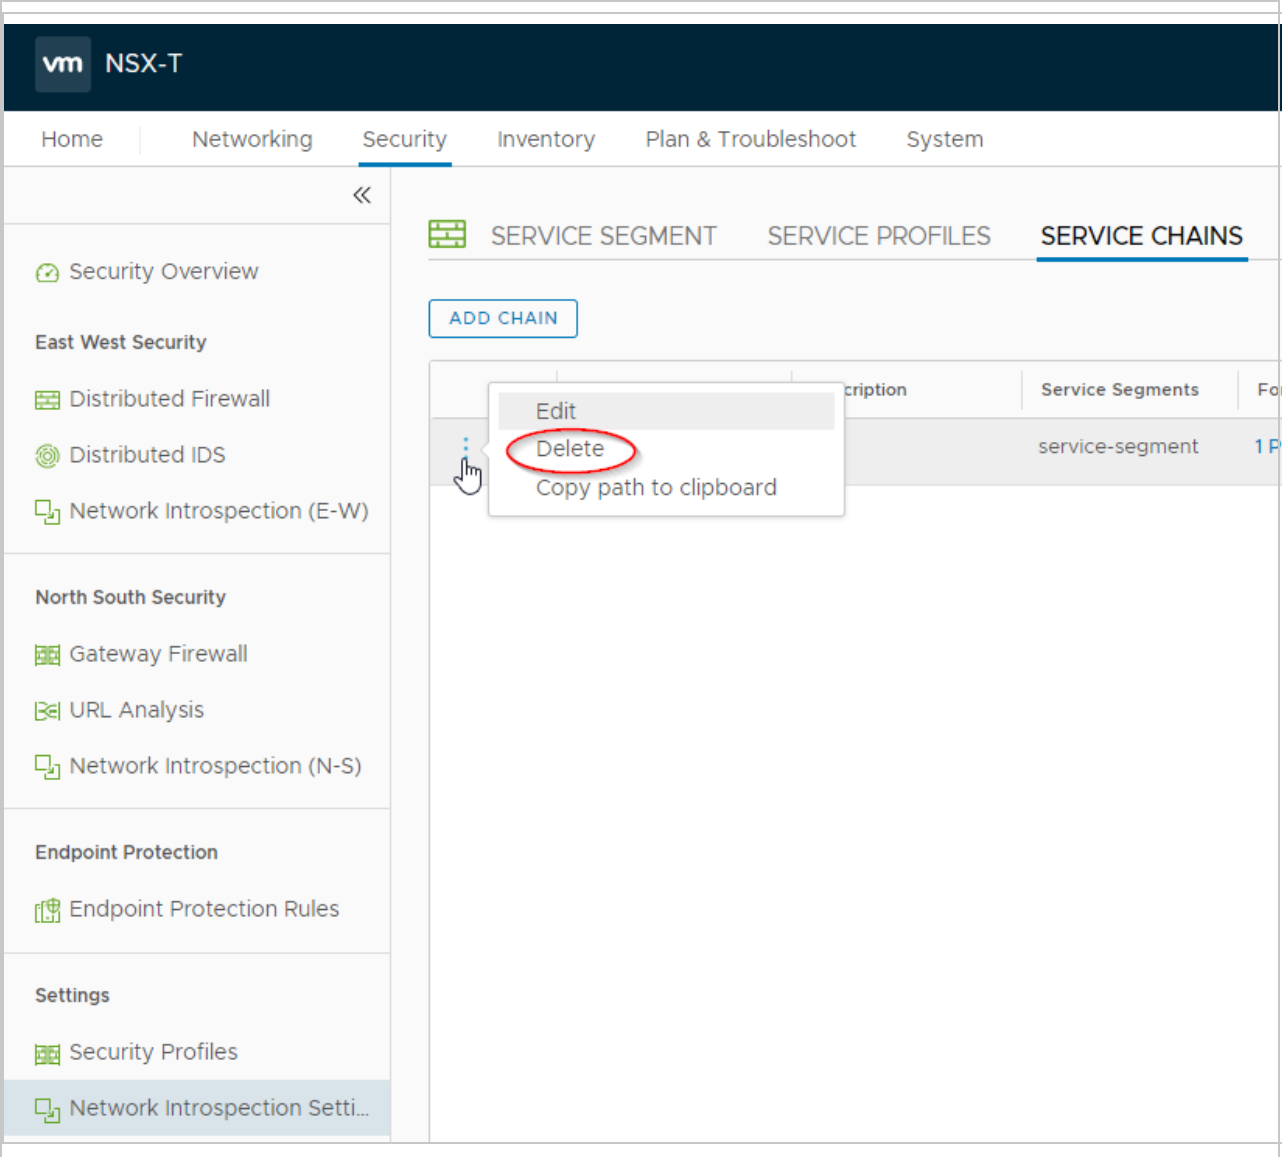 vm NSX-T
Home Networking Security Inventory Plan & Troubleshoot System
Security Overview
East West Security
Distributed Firewall
Distributed IDS
Network Introspection (E-W)
North South Security
Gateway Firewall
URL Analysis
Network Introspection (N-S)
Endpoint Protection
Endpoint Protection Rules
Settings
Security Profiles
Network Introspection Setti...
SERVICE SEGMENT SERVICE PROFILES SERVICE CHAINS
ADD CHAIN
cription Service Segments Fo
service-segment 1 P
Edit
Delete
Copy path to clipboard